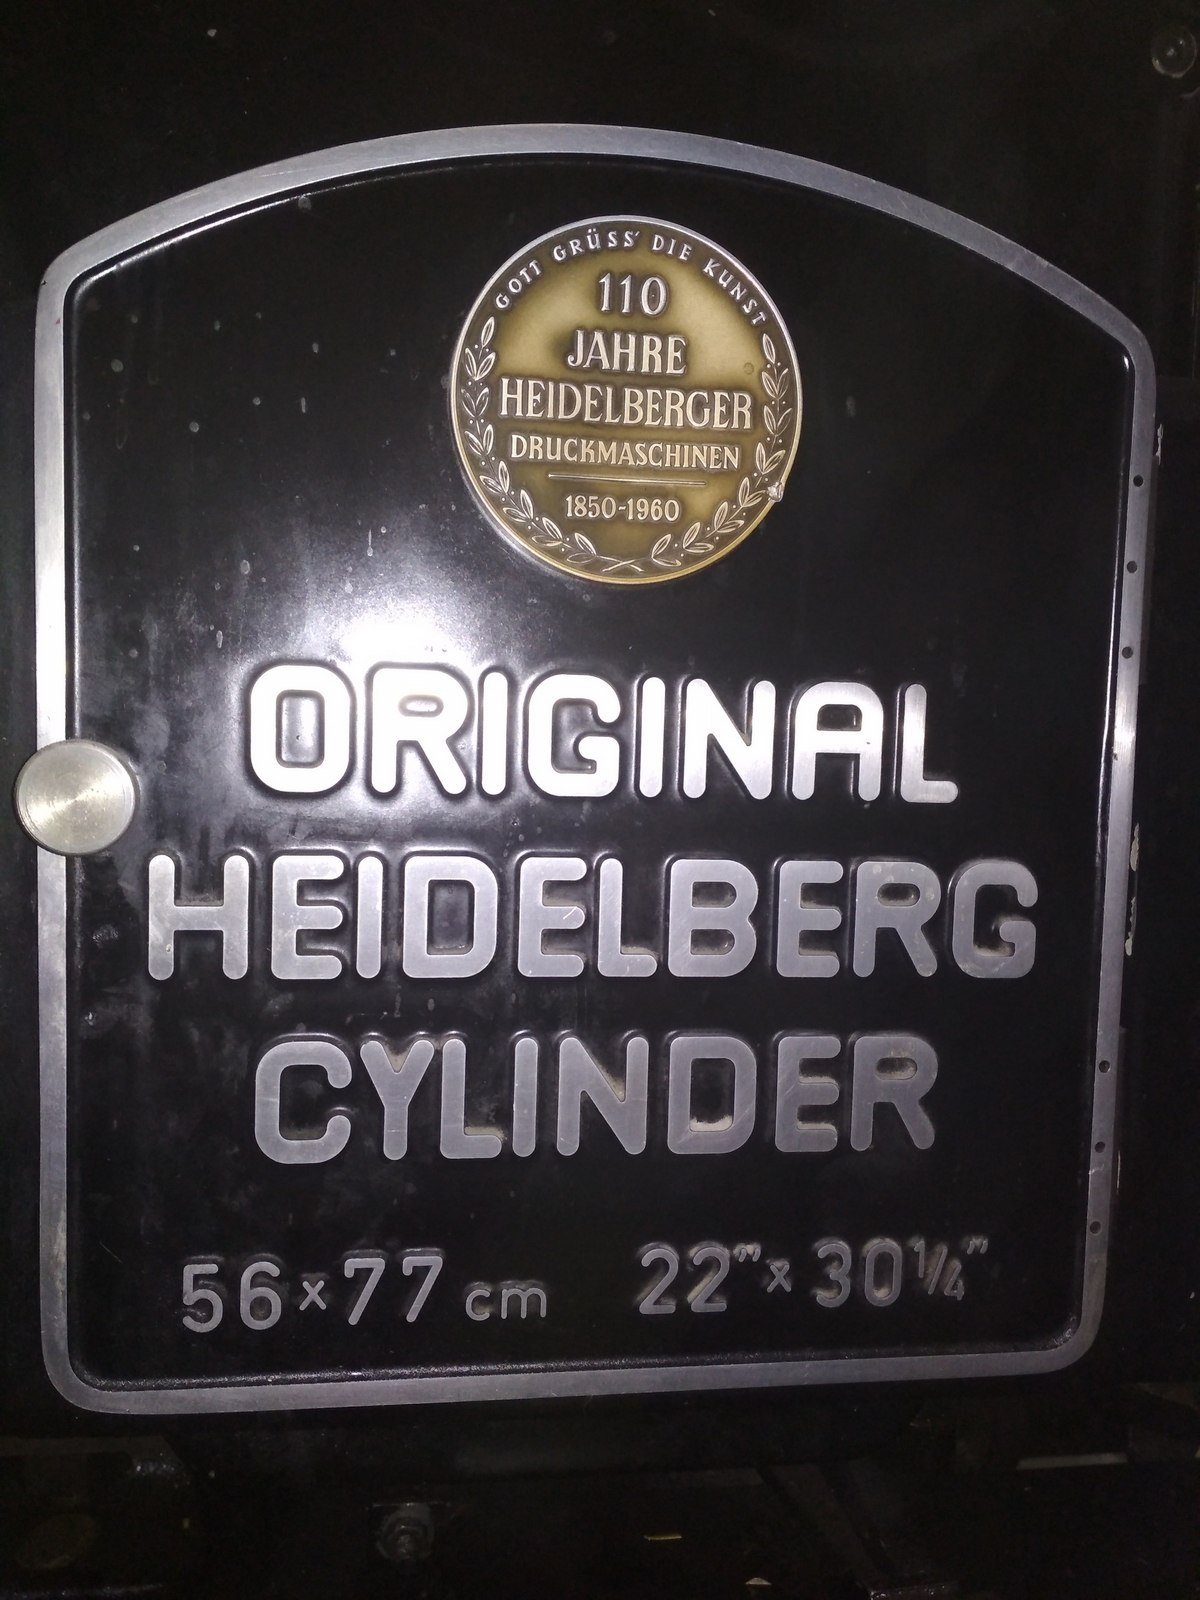 GOTT GRÜSS' DIE KUNST
110
JAHRE
HEIDELBERGER
DRUCKMASCHINEN
1850-1960
ORIGINAL
HEIDELBERG
CYLINDER
56×77 cm 22"× 30¼"